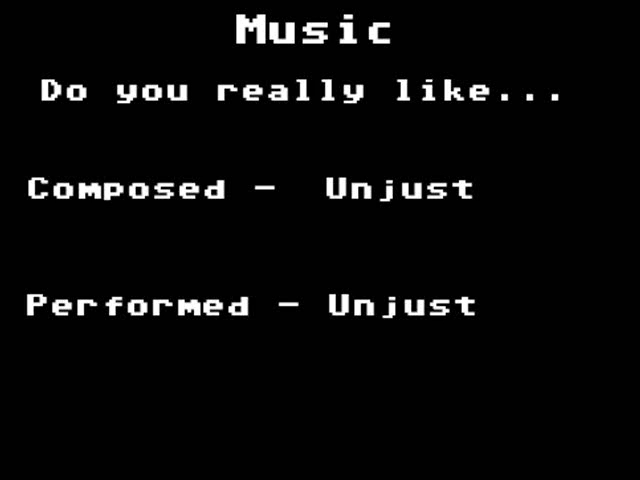 Music
Do you really like...
Composed - Unjust
Performed - Unjust